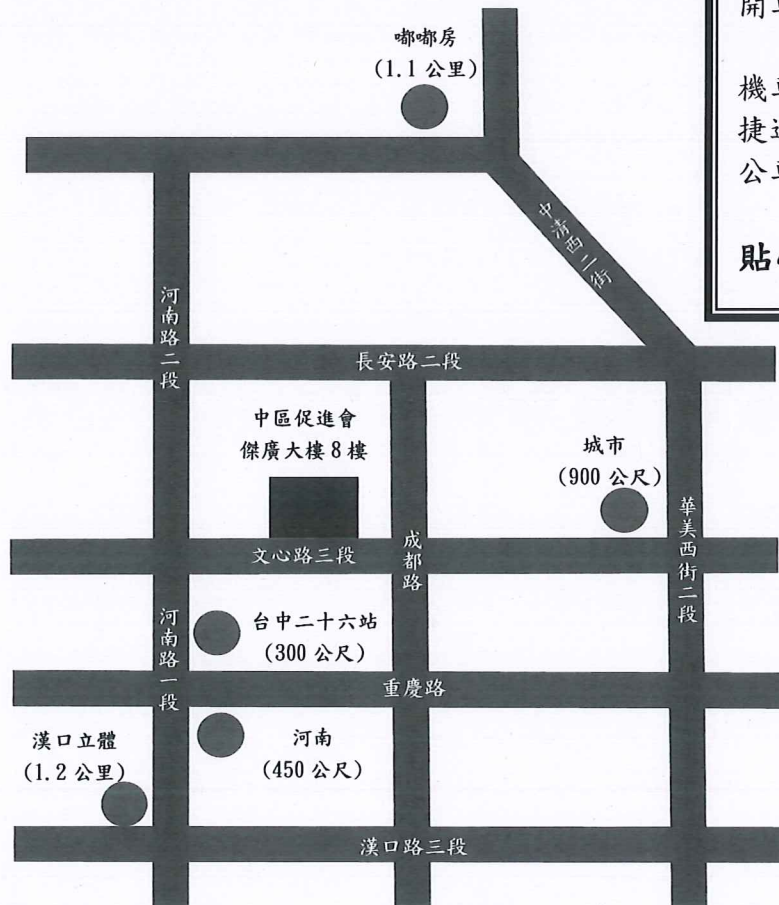 嘟嘟房
(1.1 公里)
開
機
捷
公
貼
中清西二街
河南路二段
長安路二段
中區促進會
傑廣大樓 8 樓
城市
(900 公尺)
華美西街二段
文心路三段
成都路
河南路一段
台中二十六站
(300 公尺)
重慶路
漢口立體
(1.2 公里)
河南
(450 公尺)
漢口路三段